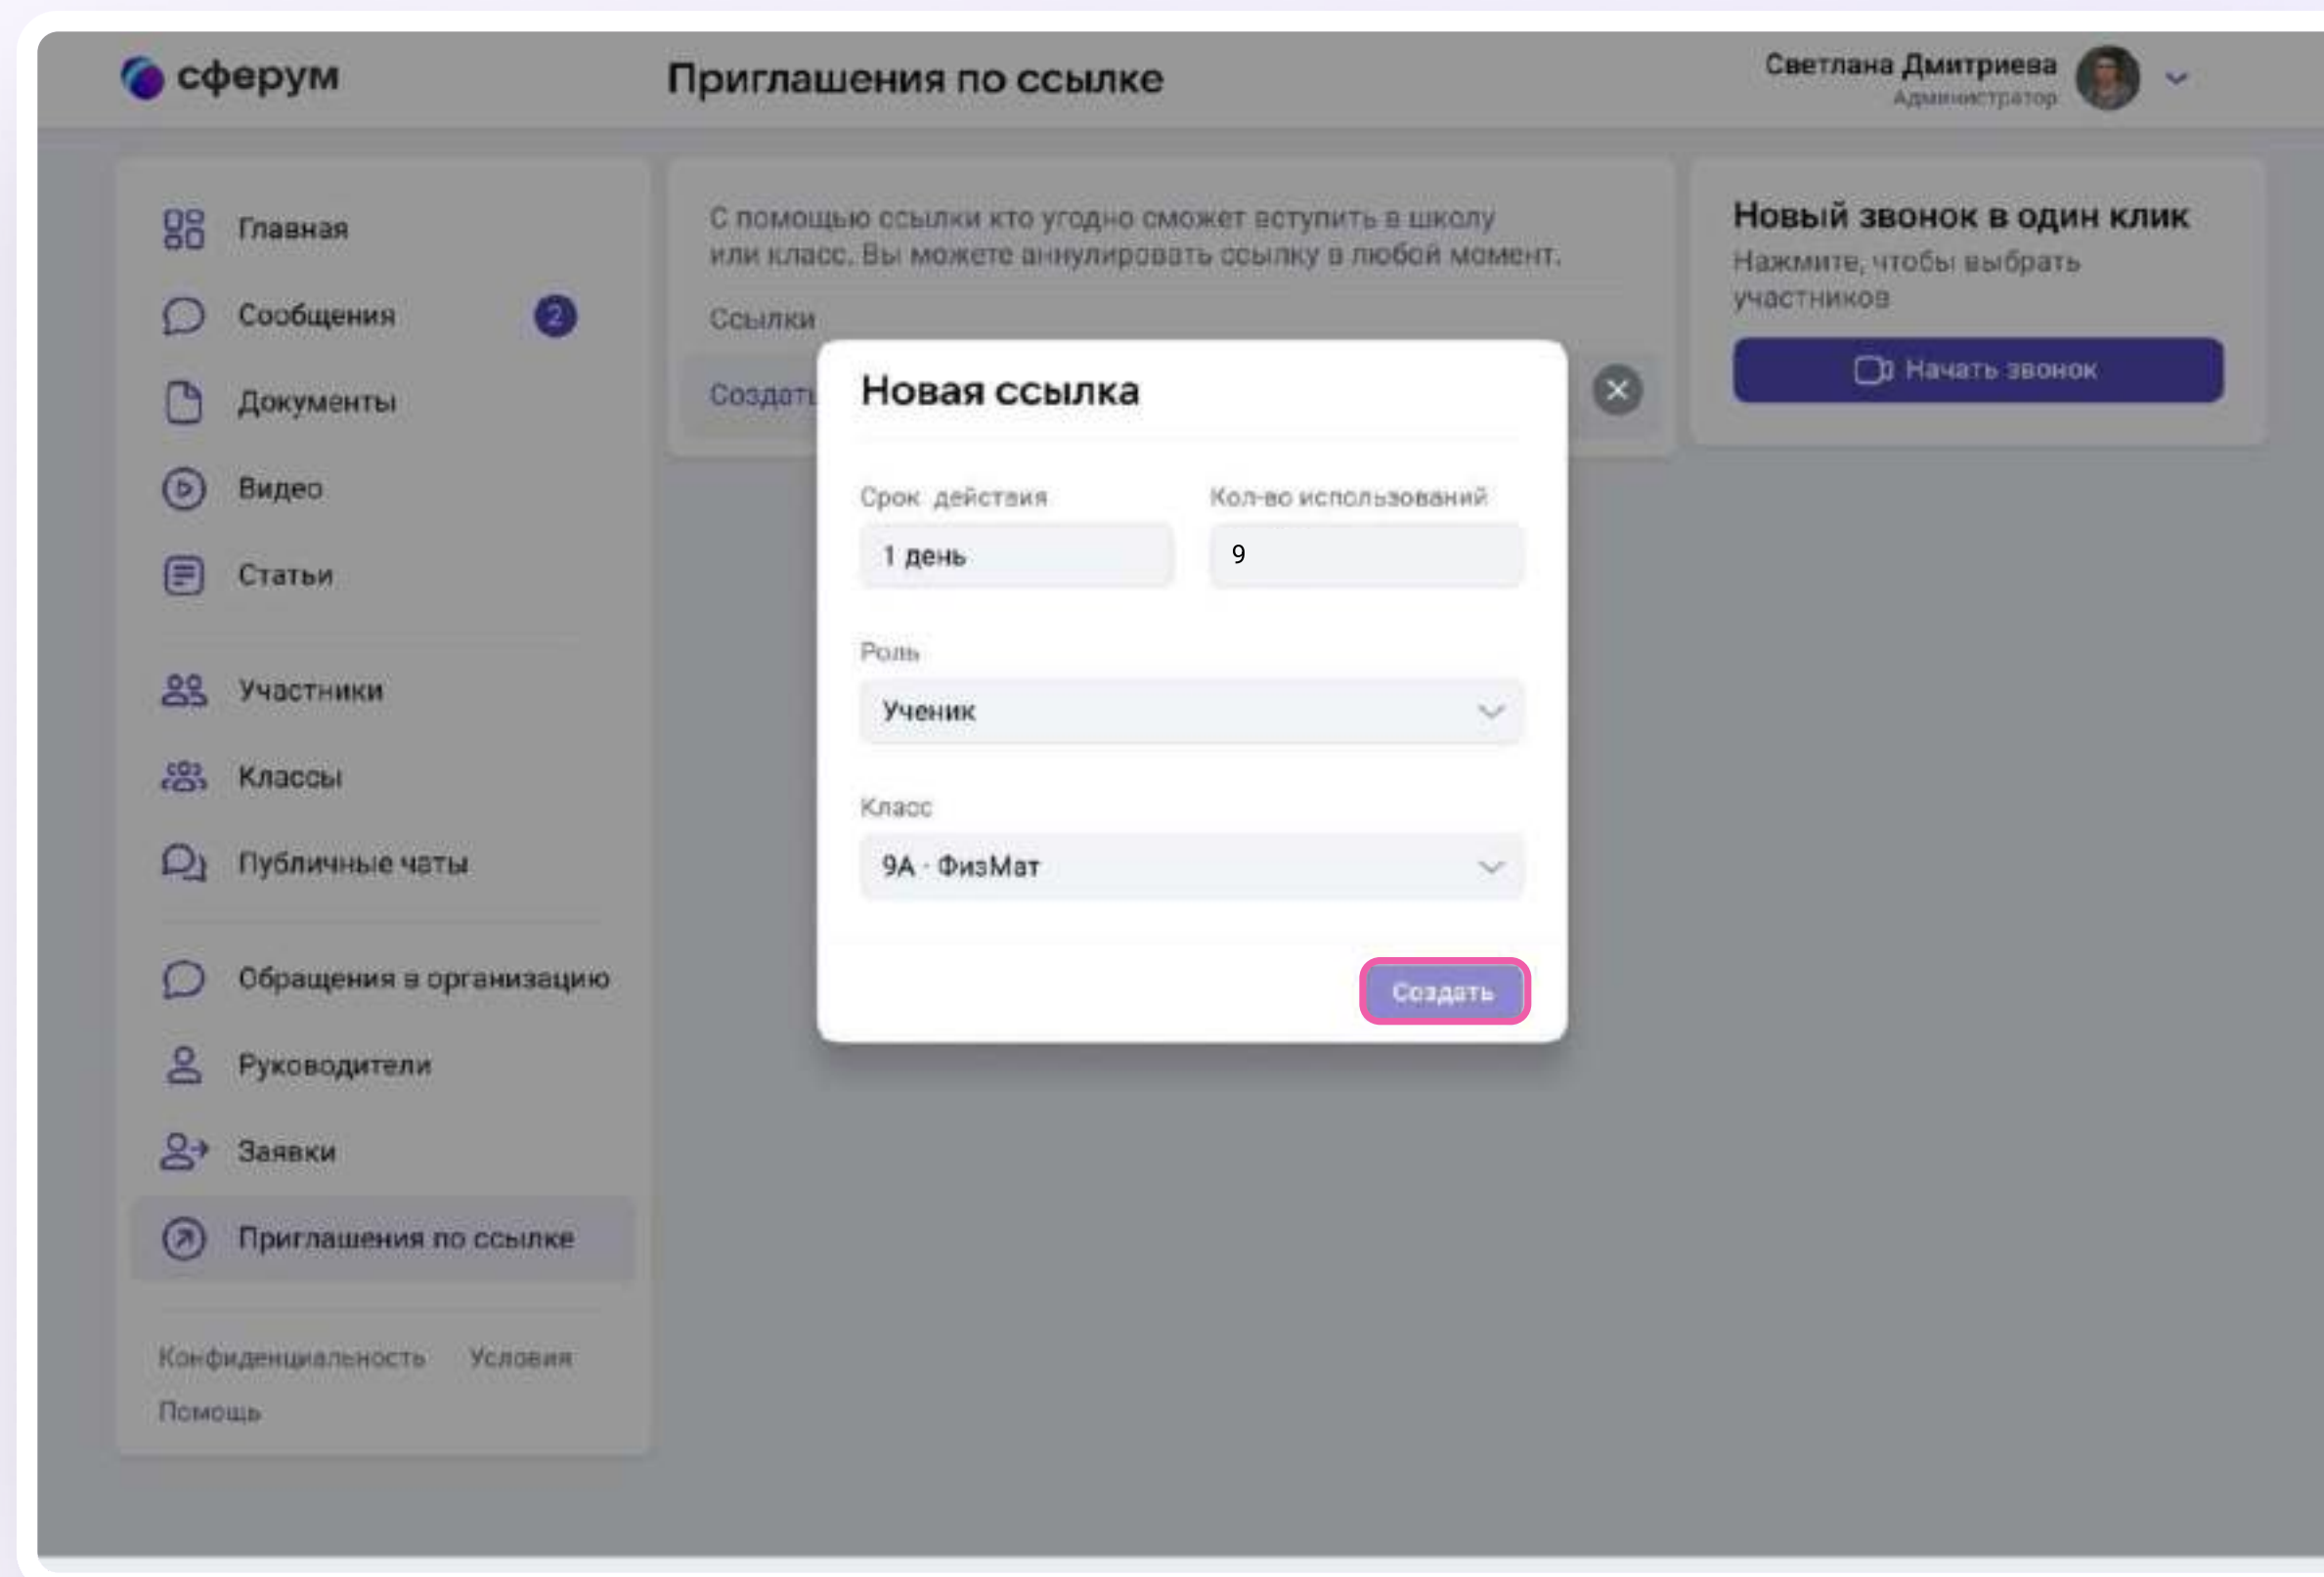 сферум
Приглашения по ссылке
Светлана Дмитриева
Администратор
Главная
Сообщения
2
Документы
Видео
Статьи
Участники
Классы
Публичные чаты
Обращения в организацию
Руководители
Заявки
Приглашения по ссылке
Конфиденциальность Условия
Помощь
С помощью ссылки кто угодно сможет вступить в школу
или класс. Вы можете аннулировать ссылку в любой момент.
Ссылки
Создать
Новая ссылка
Срок действия Кол-во использований
1 день 9
Роль
Ученик
Класс
9А - ФизМат
Создать
Новый звонок в один клик
Нажмите, чтобы выбрать
участников
Начать звонок